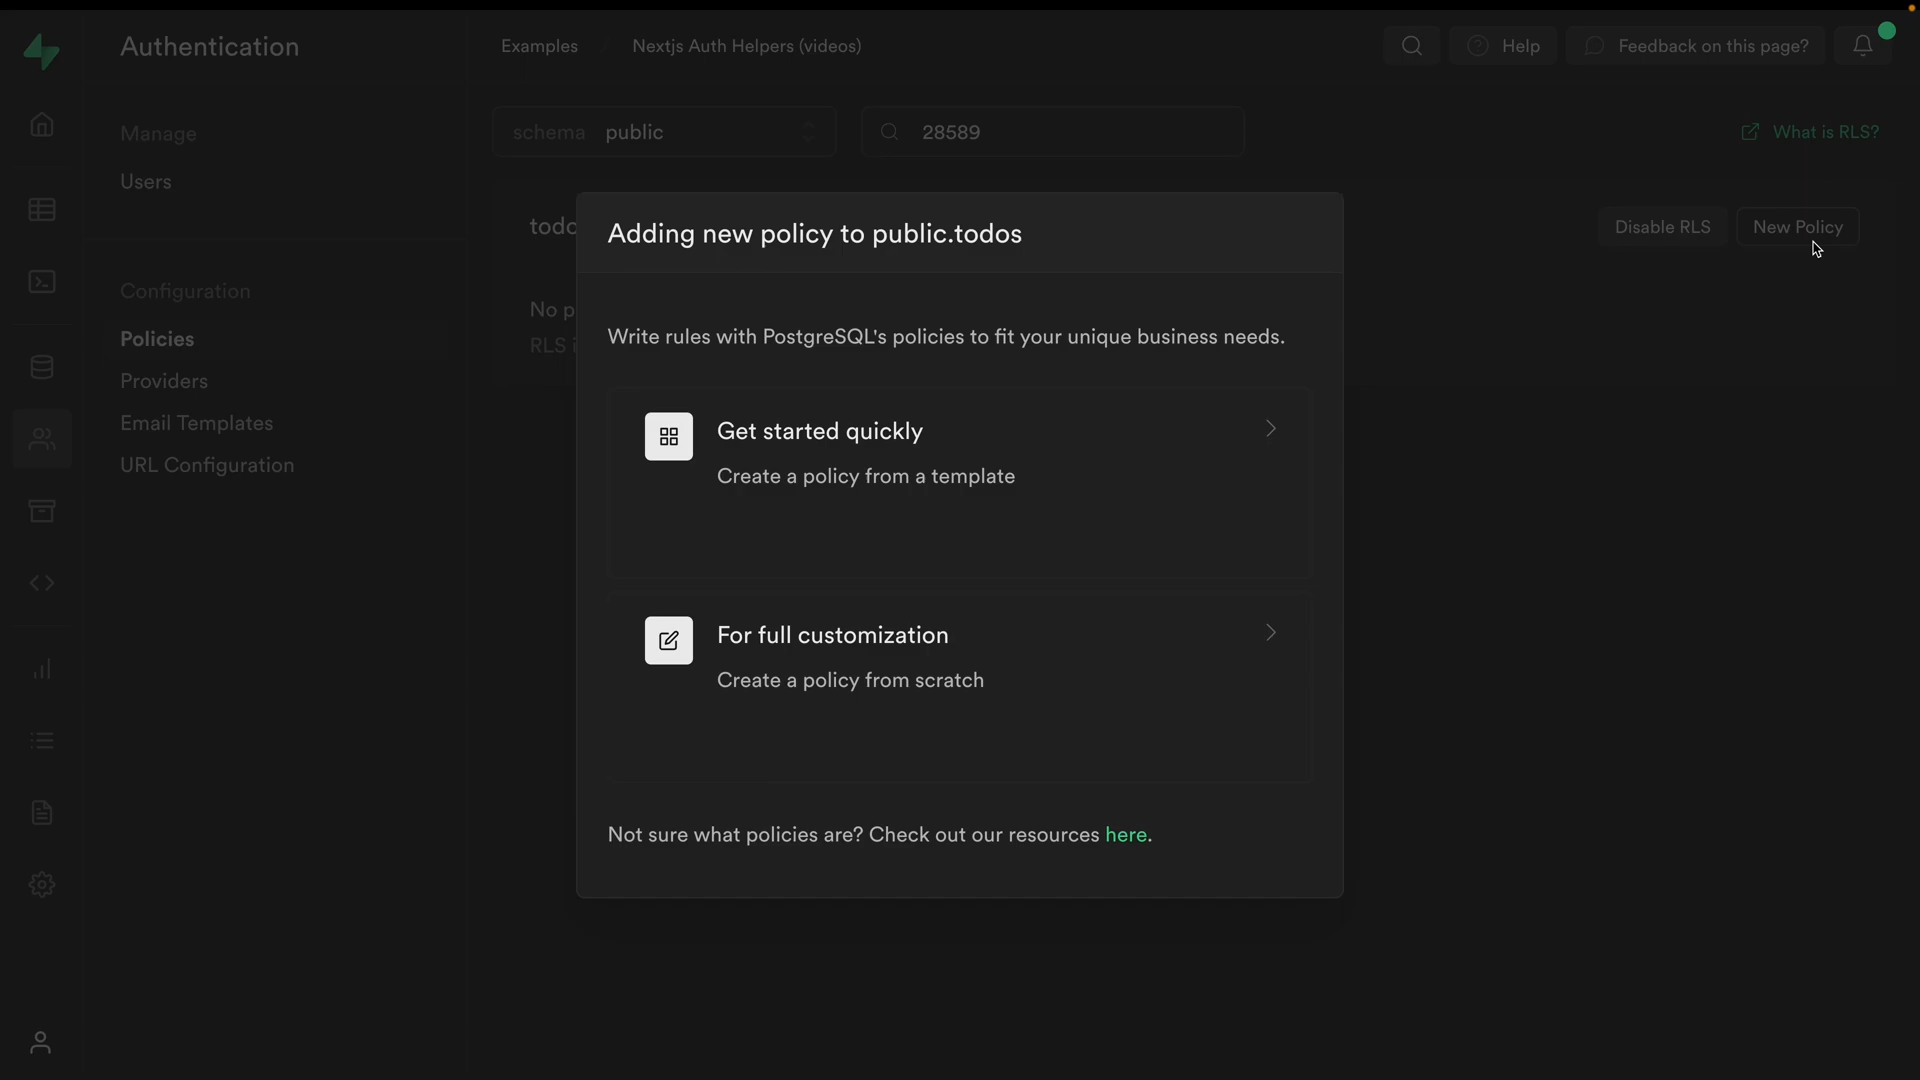 Authentication
Examples
Nextjs Auth Helpers (videos)
Help
Feedback on this page?
Manage
Users
Configuration
Policies
Providers
Email Templates
URL Configuration
schema public
28589
What is RLS?
todo
Disable RLS
New Policy
No p
RLS i
Adding new policy to public.todos
Write rules with PostgreSQL's policies to fit your unique business needs.
Get started quickly
Create a policy from a template
For full customization
Create a policy from scratch
Not sure what policies are? Check out our resources here.